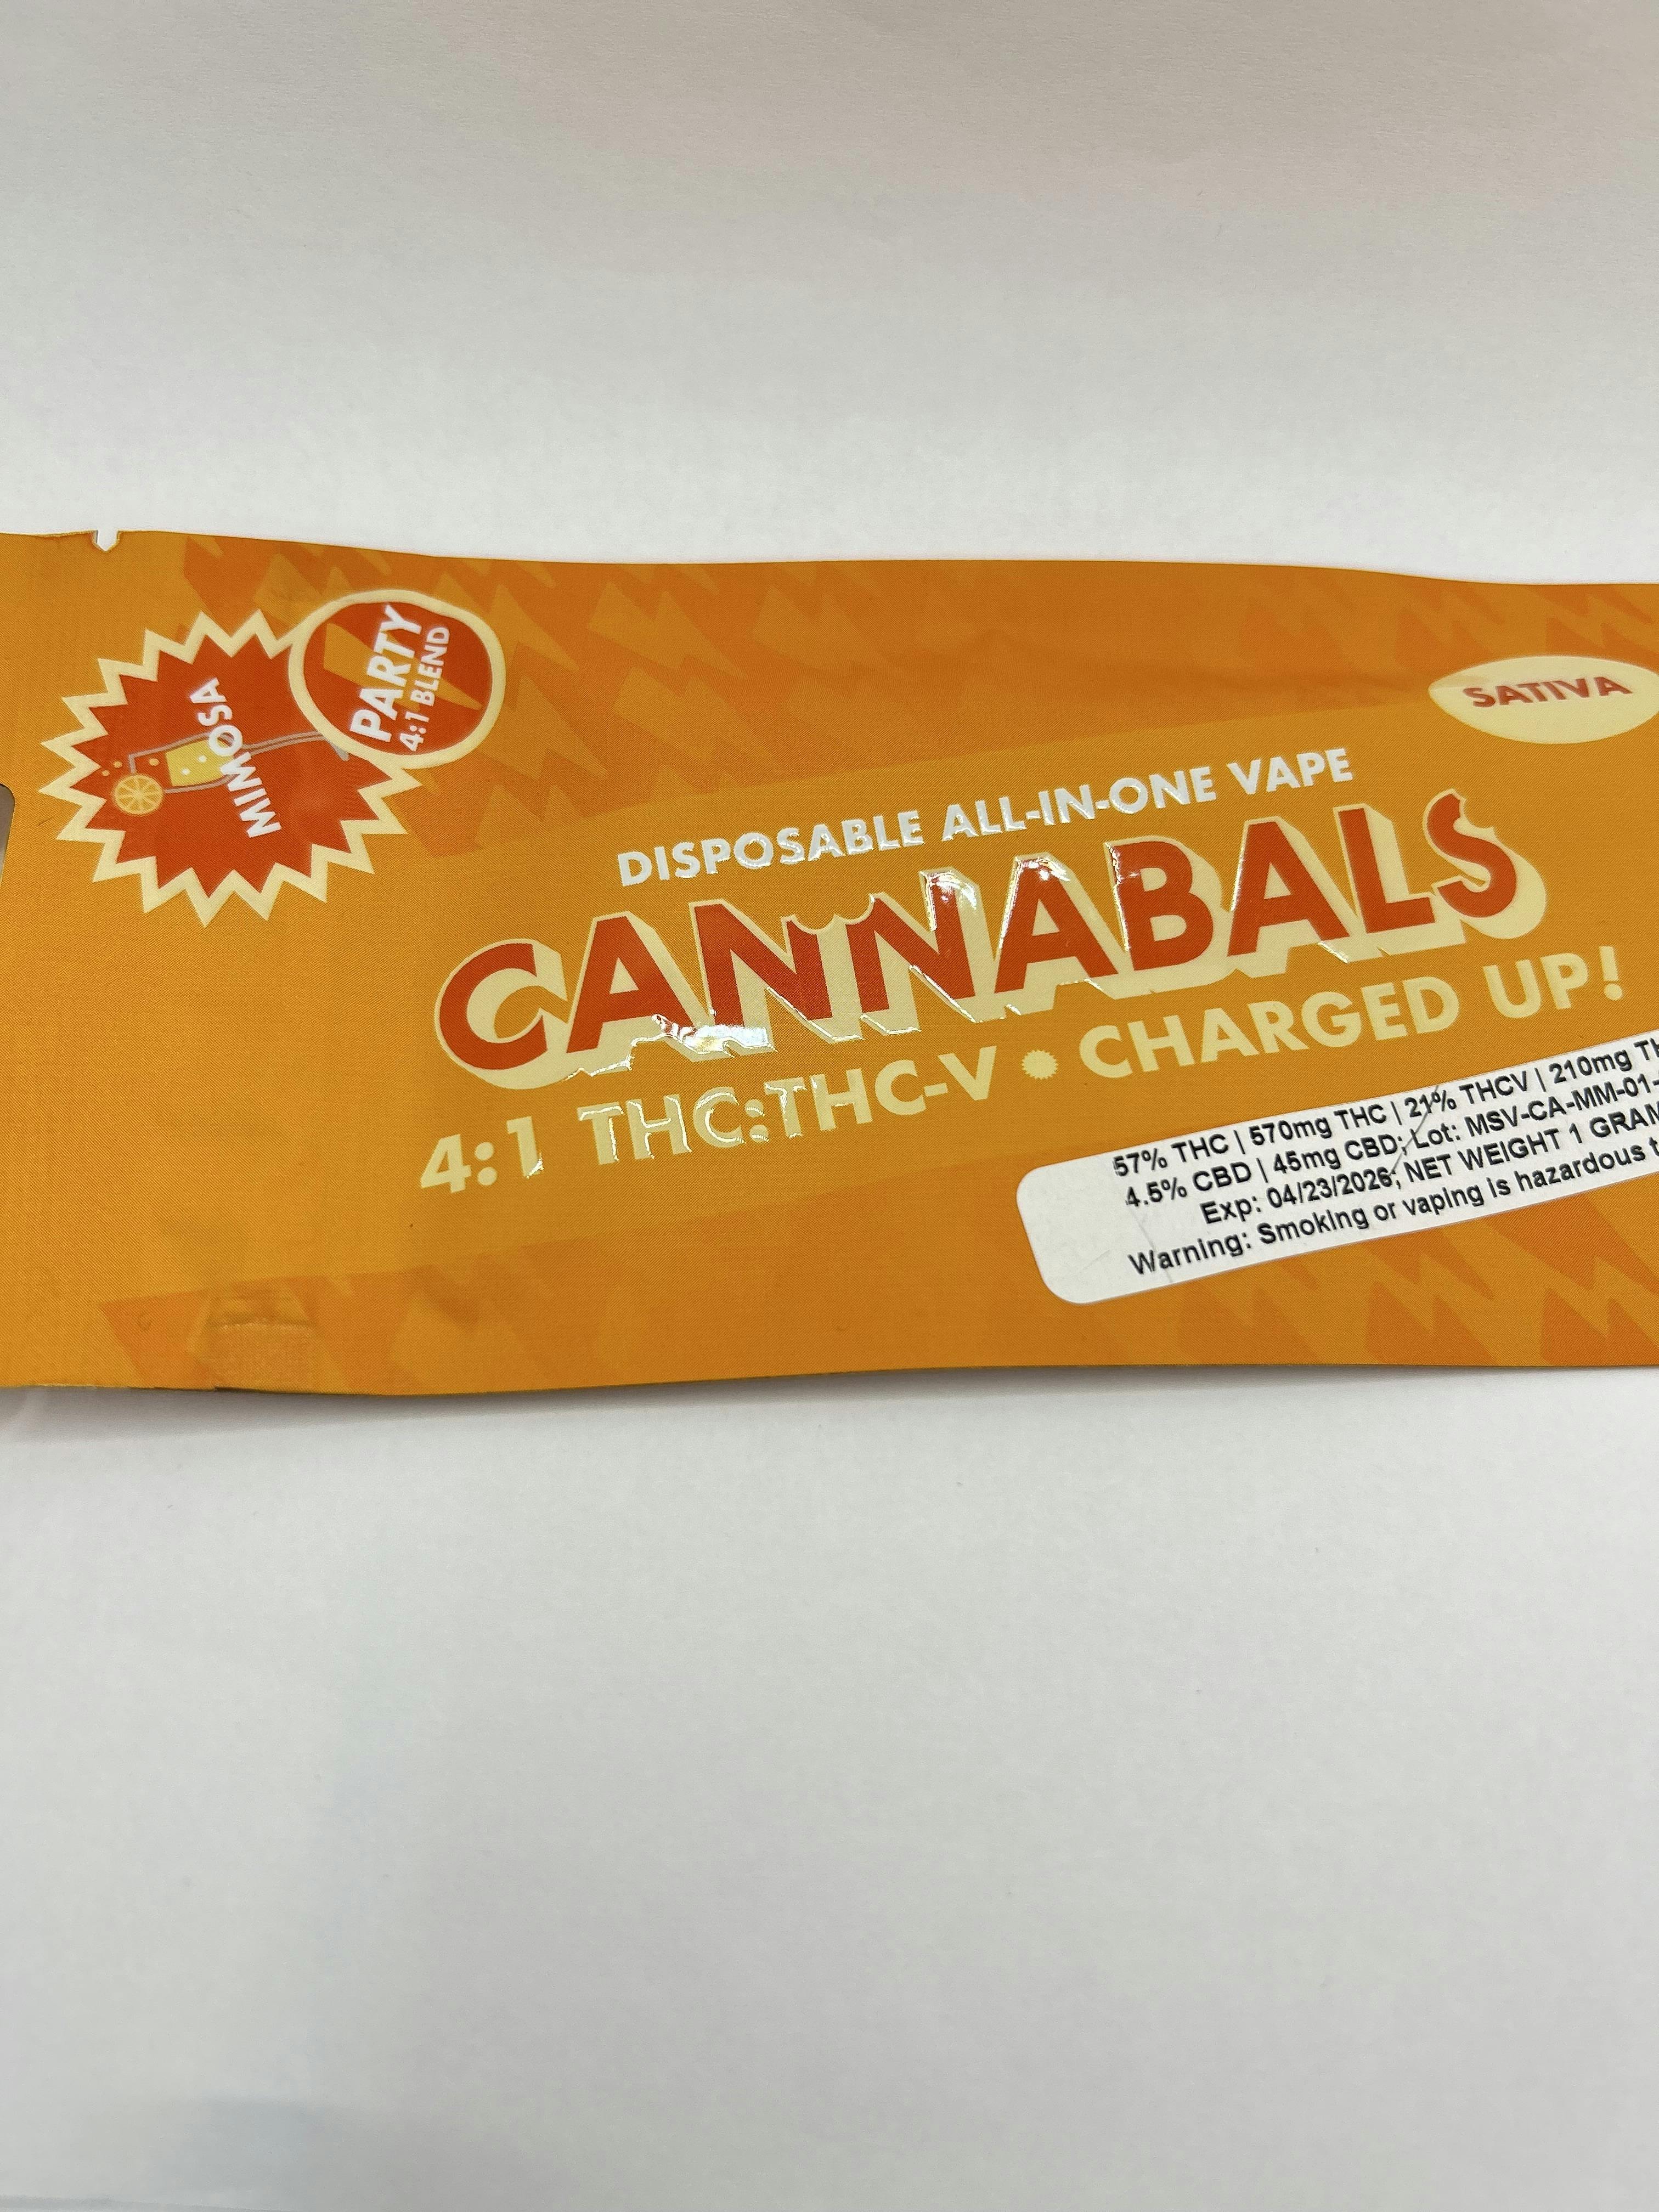 MIMOSA
PARTY
4:1 BLEND
SATIVA
DISPOSABLE ALL-IN-ONE VAPE
CANNABALS
4:1 THC:THC-V • CHARGED UP!
57% THC | 570mg THC | 21% THCV | 210mg TH
4.5% CBD | 45mg CBD; Lot: MSV-CA-MM-01-
Exp: 04/23/2026; NET WEIGHT 1 GRAM
Warning: Smoking or vaping is hazardous t